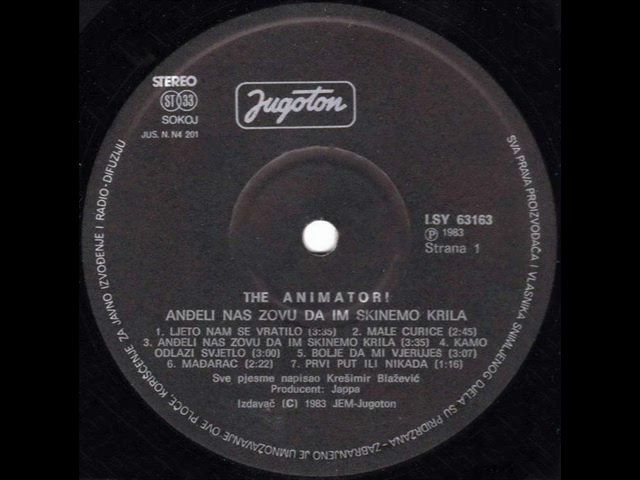 STEREO
ST 33
SOKOJ
JUS. N. N4 201
Jugoton
LSY 63163
Ⓟ 1983
Strana 1
THE ANIMATORI
ANĐELI NAS ZOVU DA IM SKINEMO KRILA
1. LJETO NAM SE VRATILO (3:35) 2. MALE CURICE (2:45)
3. ANĐELI NAS ZOVU DA IM SKINEMO KRILA (3:35) 4. KAMO
ODLAZI SVJETLO (3:00) 5. BOLJE DA MI VJERUJEŠ (3:07)
6. MAĐARAC (2:22) 7. PRVI PUT ILI NIKADA (1:16)
Sve pjesme napisao Krešimir Blažević
Producent: Jappa
Izdavač (C) 1983 JEM-Jugoton
SVA PRAVA PROIZVOĐAČA I VLASNIKA SNIMLJENOG DJELA SU PRIDRŽANA - ZABRANJENO JE UMNOŽAVANJE OVE PLOČE, KORIŠĆENJE ZA JAVNO IZVOĐENJE I RADIO-DIFUZIJU